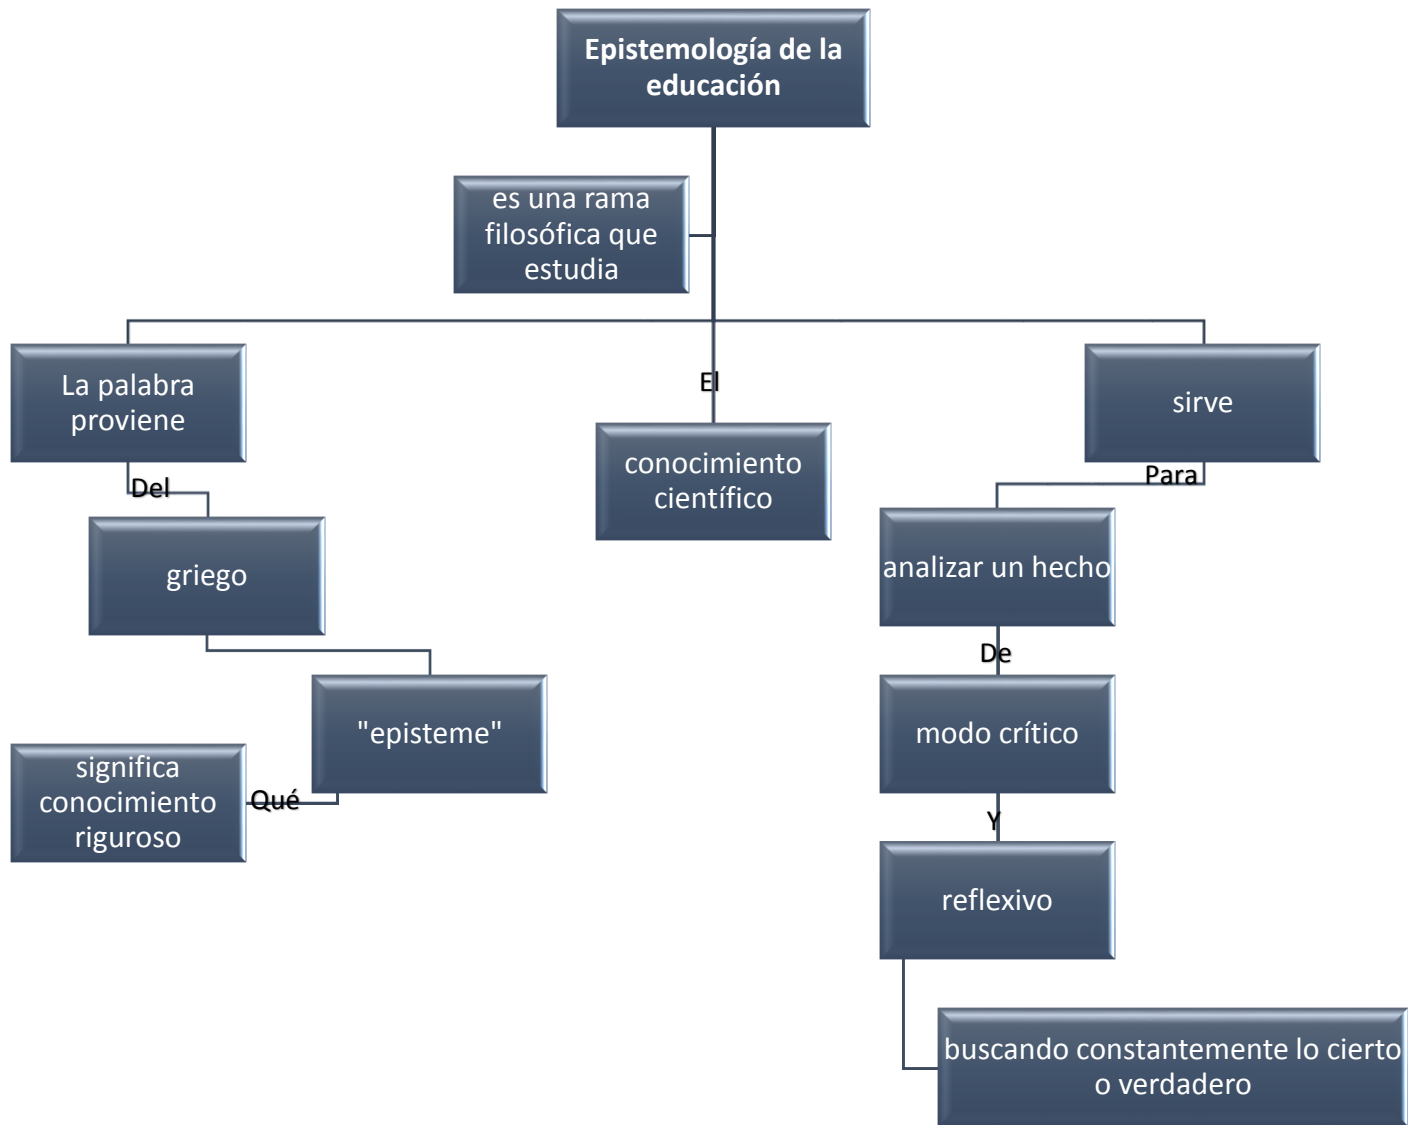 Epistemología de la
educación
es una rama
filosófica que
estudia
La palabra
proviene
Del
griego
"episteme"
Qué
significa
conocimiento
riguroso
El
conocimiento
científico
sirve
Para
analizar un hecho
De
modo crítico
Y
reflexivo
buscando constantemente lo cierto
o verdadero